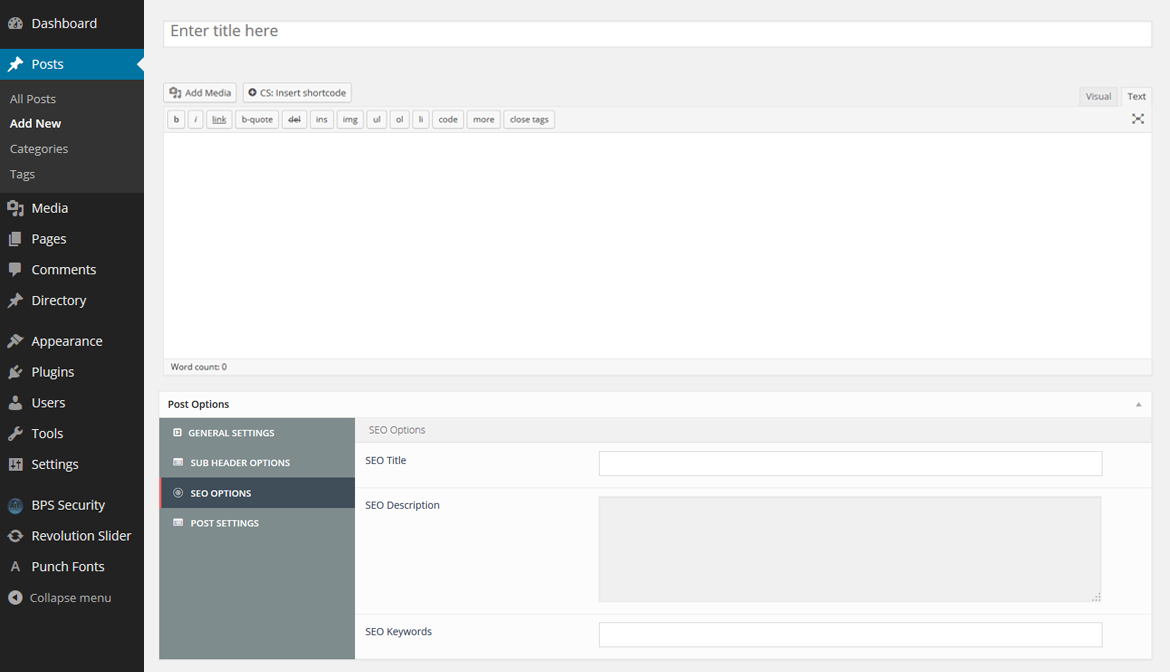 Dashboard
Posts
All Posts
Add New
Categories
Tags
Media
Pages
Comments
Directory
Appearance
Plugins
Users
Tools
Settings
BPS Security
Revolution Slider
Punch Fonts
Collapse menu
Enter title here
Add Media CS: Insert shortcode
Visual Text
b i link b-quote del ins img ul ol li code more close tags
Word count: 0
Post Options
GENERAL SETTINGS
SUB HEADER OPTIONS
SEO OPTIONS
POST SETTINGS
SEO Options
SEO Title
SEO Description
SEO Keywords